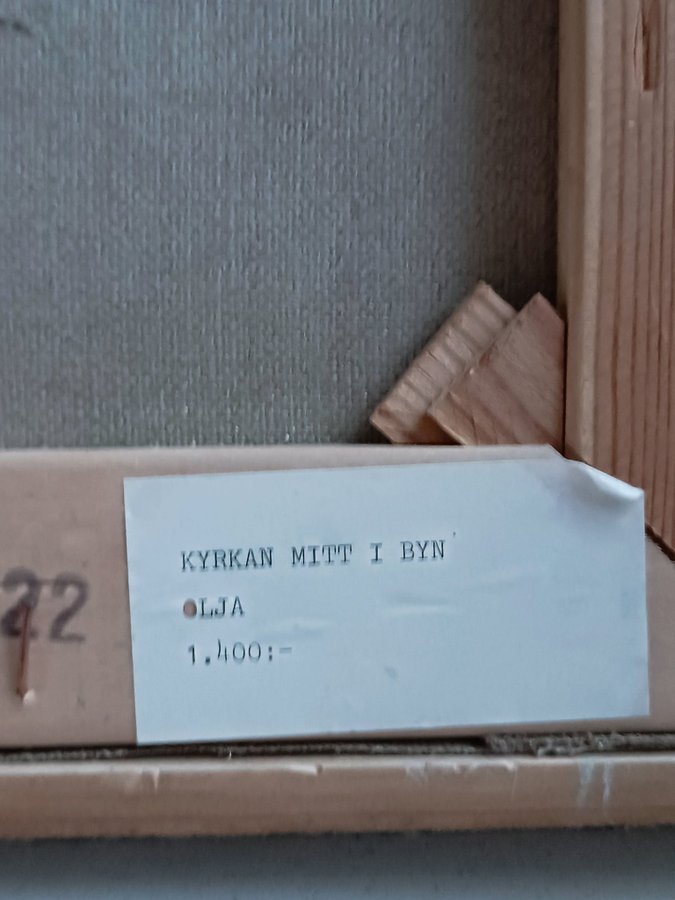 KYRKAN MITT I BYN
OLJA
1.400:-
22